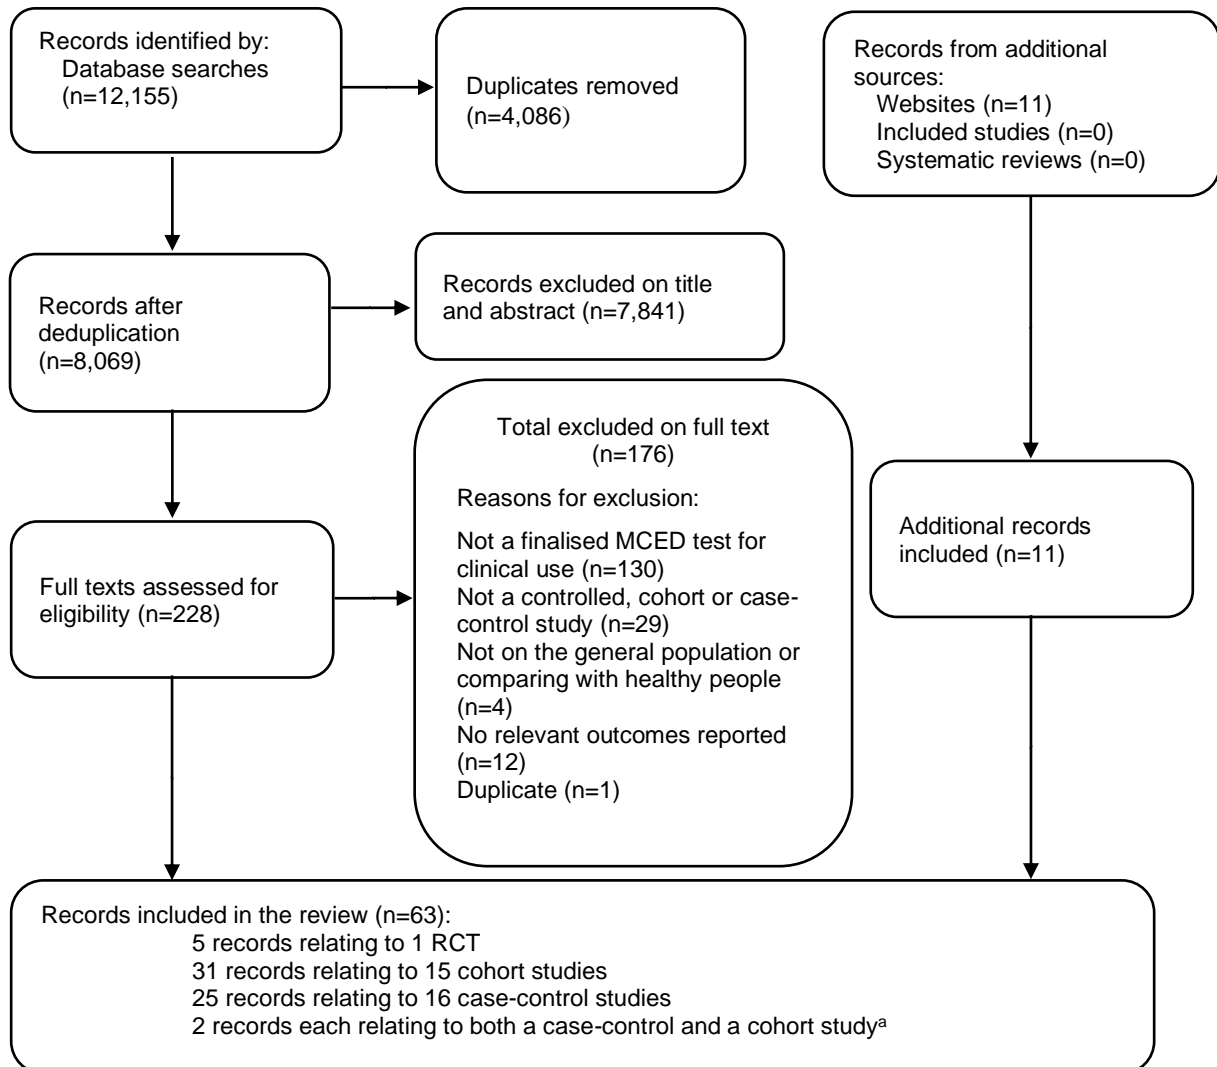 Records identified by:
Database searches
(n=12,155)
Duplicates removed
(n=4,086)
Records from additional
sources:
Websites (n=11)
Included studies (n=0)
Systematic reviews (n=0)
Records after
deduplication
(n=8,069)
Records excluded on title
and abstract (n=7,841)
Total excluded on full text
(n=176)
Reasons for exclusion:
Not a finalised MCED test for
clinical use (n=130)
Not a controlled, cohort or case-
control study (n=29)
Not on the general population or
comparing with healthy people
(n=4)
No relevant outcomes reported
(n=12)
Duplicate (n=1)
Full texts assessed for
eligibility (n=228)
Additional records
included (n=11)
Records included in the review (n=63):
5 records relating to 1 RCT
31 records relating to 15 cohort studies
25 records relating to 16 case-control studies
2 records each relating to both a case-control and a cohort studyᵃ